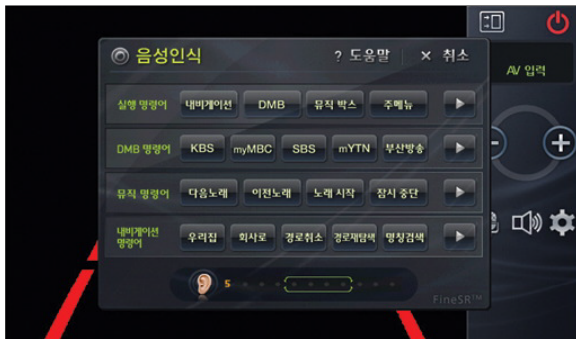 음성인식 ? 도움말 × 취소
AV 입력
실행 명령어 내비게이션 DMB 뮤직 박스 주메뉴
DMB 명령어 KBS myMBC SBS mYTN 부산방송
뮤직 명령어 다음노래 이전노래 노래 시작 잠시 중단
내비게이션
명령어 우리집 회사로 경로취소 경로재탐색 명칭검색
5
FineSR™